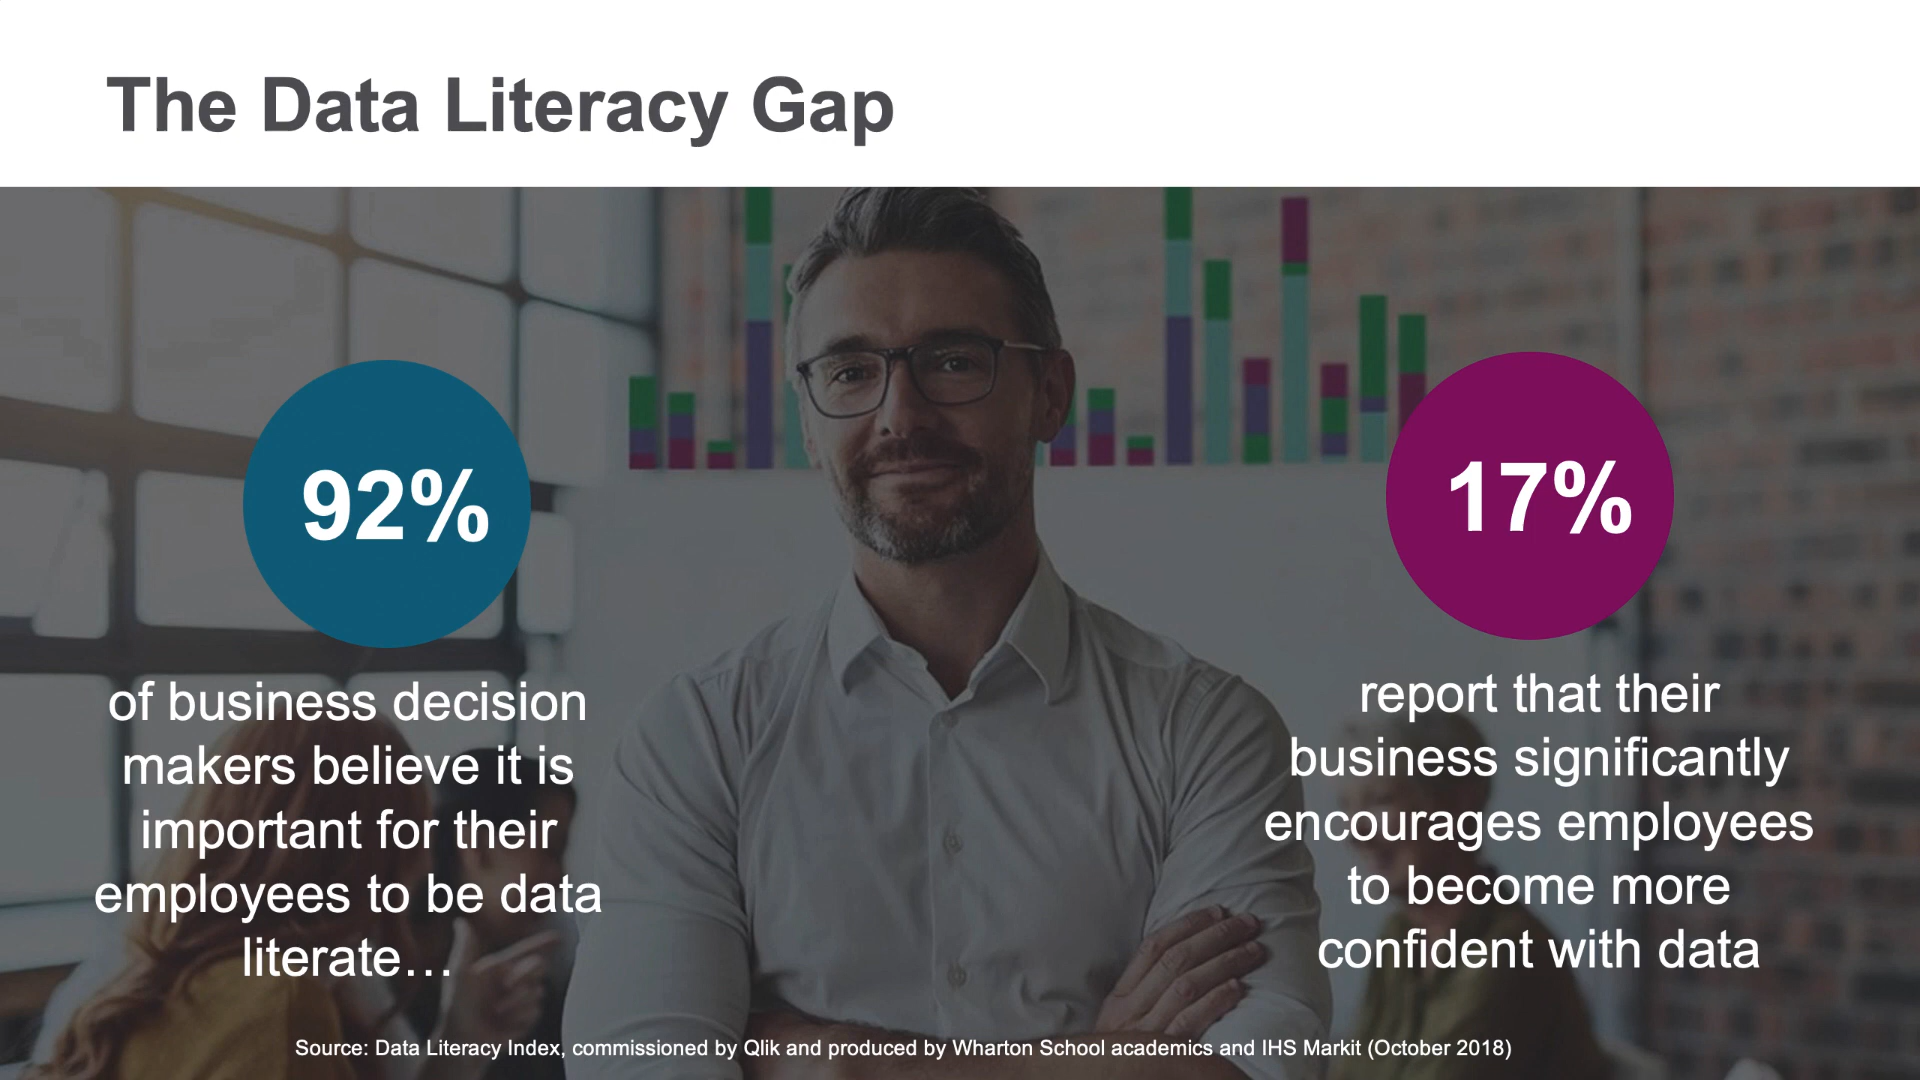 The Data Literacy Gap
92%
of business decision
makers believe it is
important for their
employees to be data
literate…
17%
report that their
business significantly
encourages employees
to become more
confident with data
Source: Data Literacy Index, commissioned by Qlik and produced by Wharton School academics and IHS Markit (October 2018)